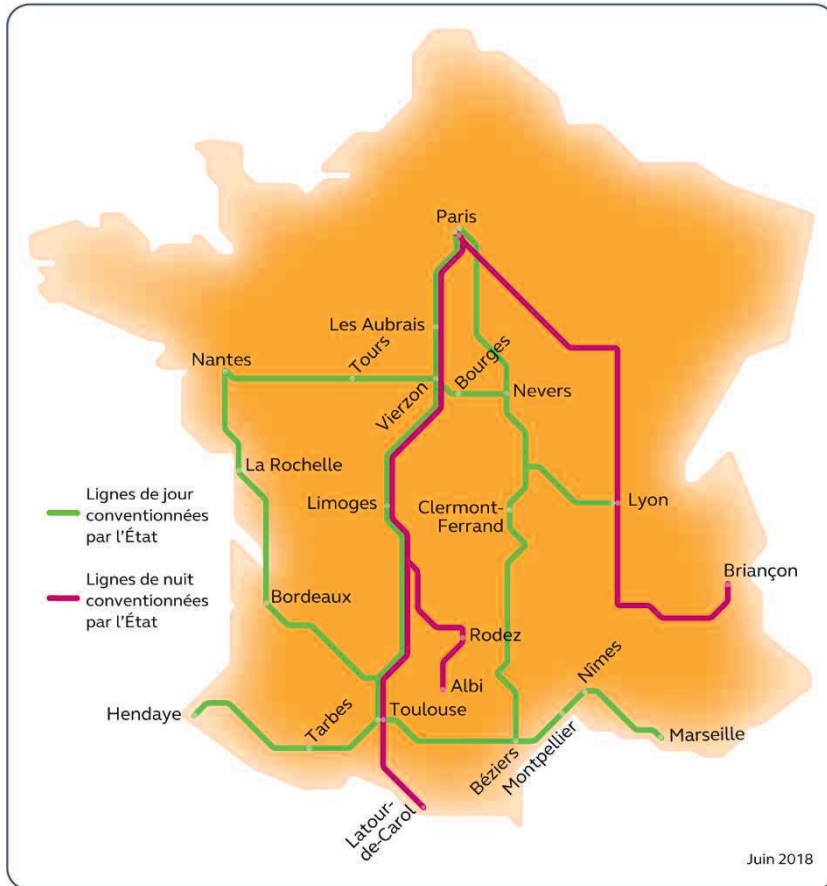 Paris
Les Aubrais
Nantes
Tours
Vierzon
Bourges
Nevers
La Rochelle
Lignes de jour
conventionnées
par l'État
Limoges
Clermont-
Ferrand
Lyon
Lignes de nuit
conventionnées
par l'État
Bordeaux
Briançon
Rodez
Albi
Nîmes
Hendaye
Tarbes
Toulouse
Béziers
Montpellier
Marseille
Latour-
de-Carol
Juin 2018